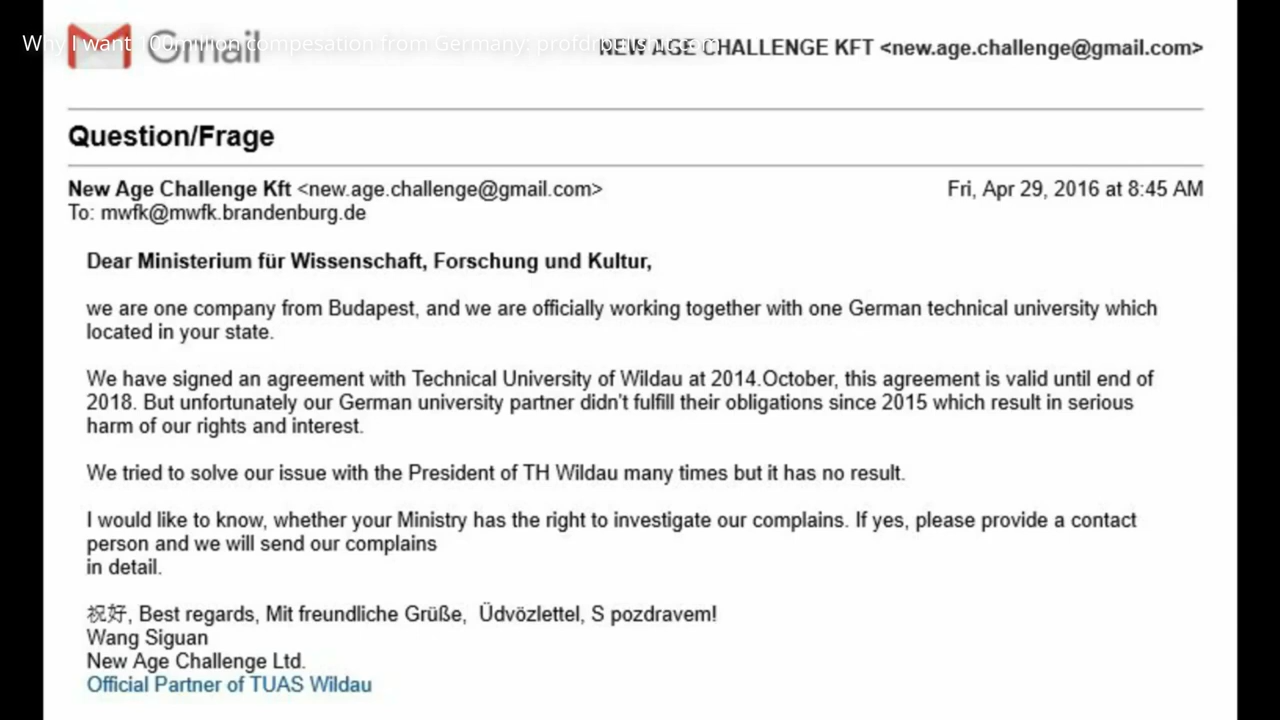 Why I want 100million compesation from Germany.
Gmail
NEW AGE CHALLENGE KFT <new.age.challenge@gmail.com>
Question/Frage
New Age Challenge Kft <new.age.challenge@gmail.com>
Fri, Apr 29, 2016 at 8:45 AM
To: mwfk@mwfk.brandenburg.de
Dear Ministerium für Wissenschaft, Forschung und Kultur,
we are one company from Budapest, and we are officially working together with one German technical university which
located in your state.
We have signed an agreement with Technical University of Wildau at 2014.October, this agreement is valid until end of
2018. But unfortunately our German university partner didn't fulfill their obligations since 2015 which result in serious
harm of our rights and interest.
We tried to solve our issue with the President of TH Wildau many times but it has no result.
I would like to know, whether your Ministry has the right to investigate our complains. If yes, please provide a contact
person and we will send our complains
in detail.
祝好, Best regards, Mit freundliche Grüße,  Üdvözlettel, S pozdravem!
Wang Siguan
New Age Challenge Ltd.
Official Partner of TUAS Wildau